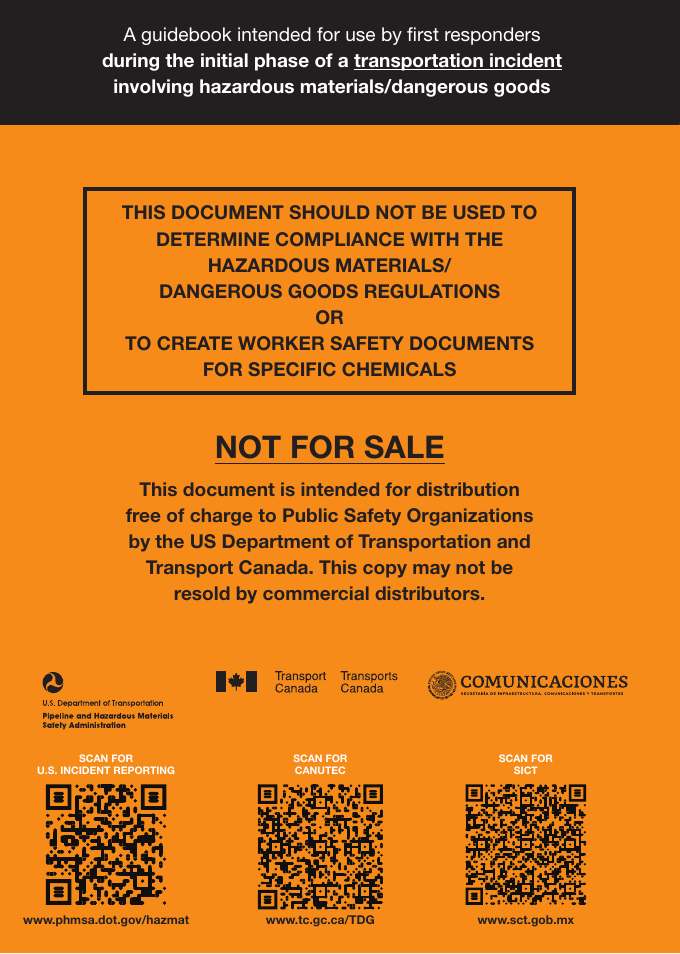 A guidebook intended for use by first responders
during the initial phase of a transportation incident
involving hazardous materials/dangerous goods
THIS DOCUMENT SHOULD NOT BE USED TO
DETERMINE COMPLIANCE WITH THE
HAZARDOUS MATERIALS/
DANGEROUS GOODS REGULATIONS
OR
TO CREATE WORKER SAFETY DOCUMENTS
FOR SPECIFIC CHEMICALS
NOT FOR SALE
This document is intended for distribution
free of charge to Public Safety Organizations
by the US Department of Transportation and
Transport Canada. This copy may not be
resold by commercial distributors.
U.S. Department of Transportation
Pipeline and Hazardous Materials
Safety Administration
Transport
Canada
Transports
Canada
COMUNICACIONES
SECRETARÍA DE INFRAESTRUCTURA, COMUNICACIONES Y TRANSPORTES
SCAN FOR
U.S. INCIDENT REPORTING
www.phmsa.dot.gov/hazmat
SCAN FOR
CANUTEC
www.tc.gc.ca/TDG
SCAN FOR
SICT
www.sct.gob.mx